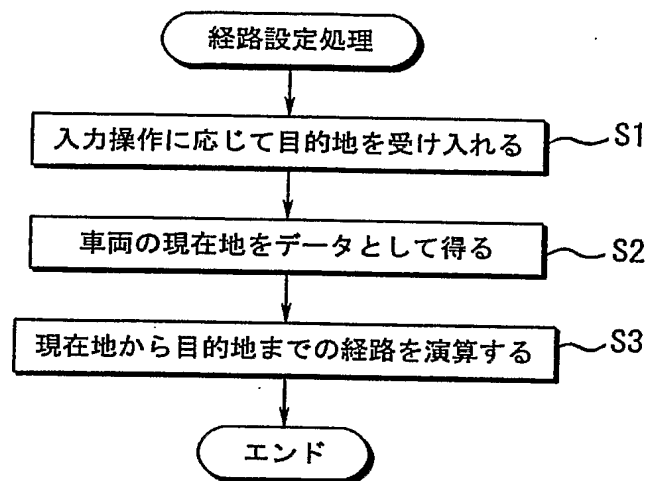 経路設定処理
入力操作に応じて目的地を受け入れる S1
車両の現在地をデータとして得る S2
現在地から目的地までの経路を演算する S3
エンド